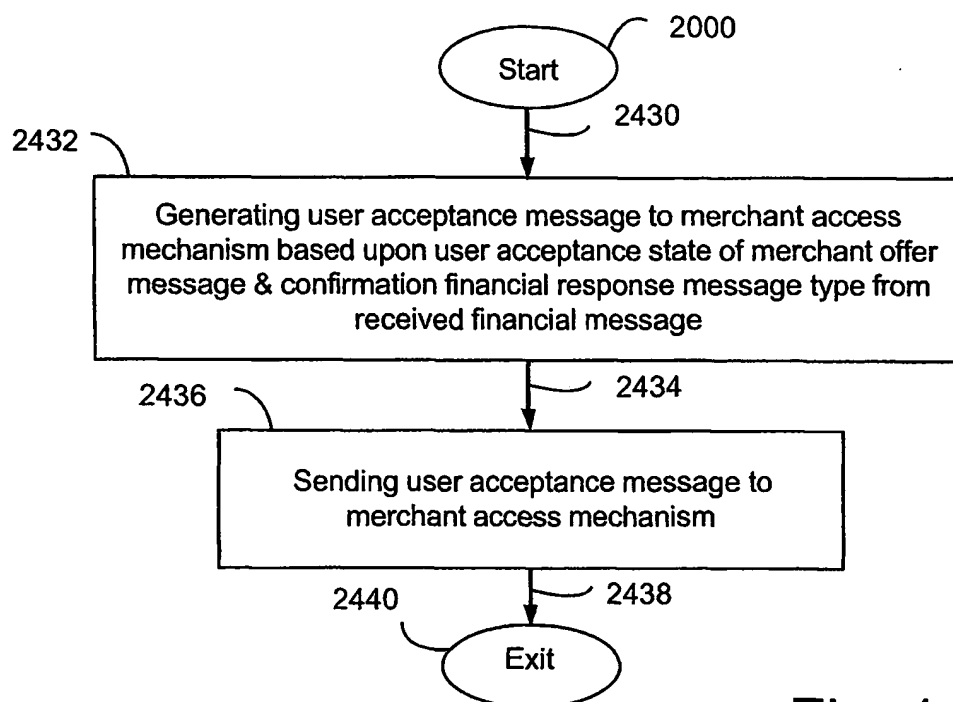 2000
Start
2430
2432
Generating user acceptance message to merchant access
mechanism based upon user acceptance state of merchant offer
message & confirmation financial response message type from
received financial message
2434
2436
Sending user acceptance message to
merchant access mechanism
2438
2440
Exit